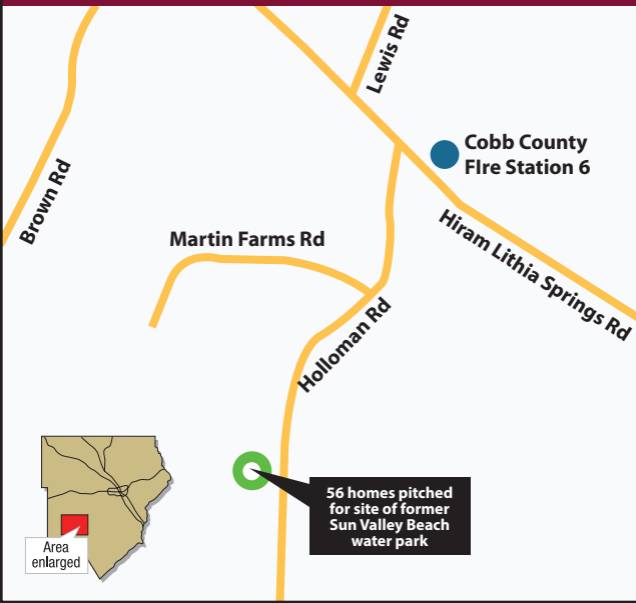 Lewis Rd
Cobb County
FIre Station 6
Brown Rd
Hiram Lithia Springs Rd
Martin Farms Rd
Holloman Rd
56 homes pitched
for site of former
Sun Valley Beach
water park
Area
enlarged